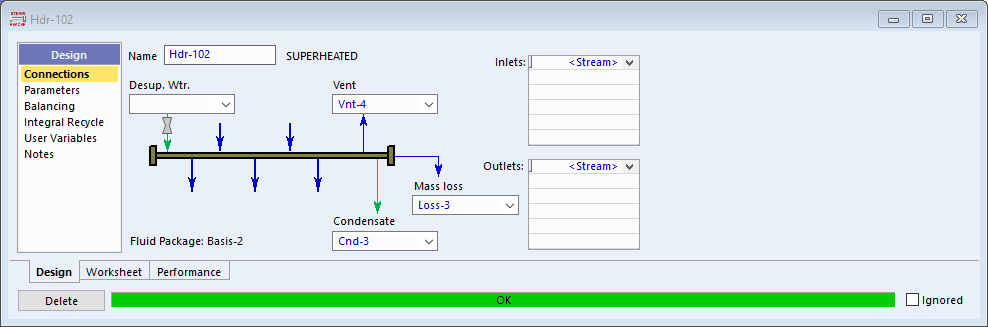 Hdr-102
Design
Connections
Parameters
Balancing
Integral Recycle
User Variables
Notes
Name Hdr-102 SUPERHEATED
Desup. Wtr.
Vent
Vnt-4
Mass loss
Loss-3
Condensate
Cnd-3
Fluid Package: Basis-2
Inlets: <Stream>
Outlets: <Stream>
Design Worksheet Performance
Delete OK Ignored